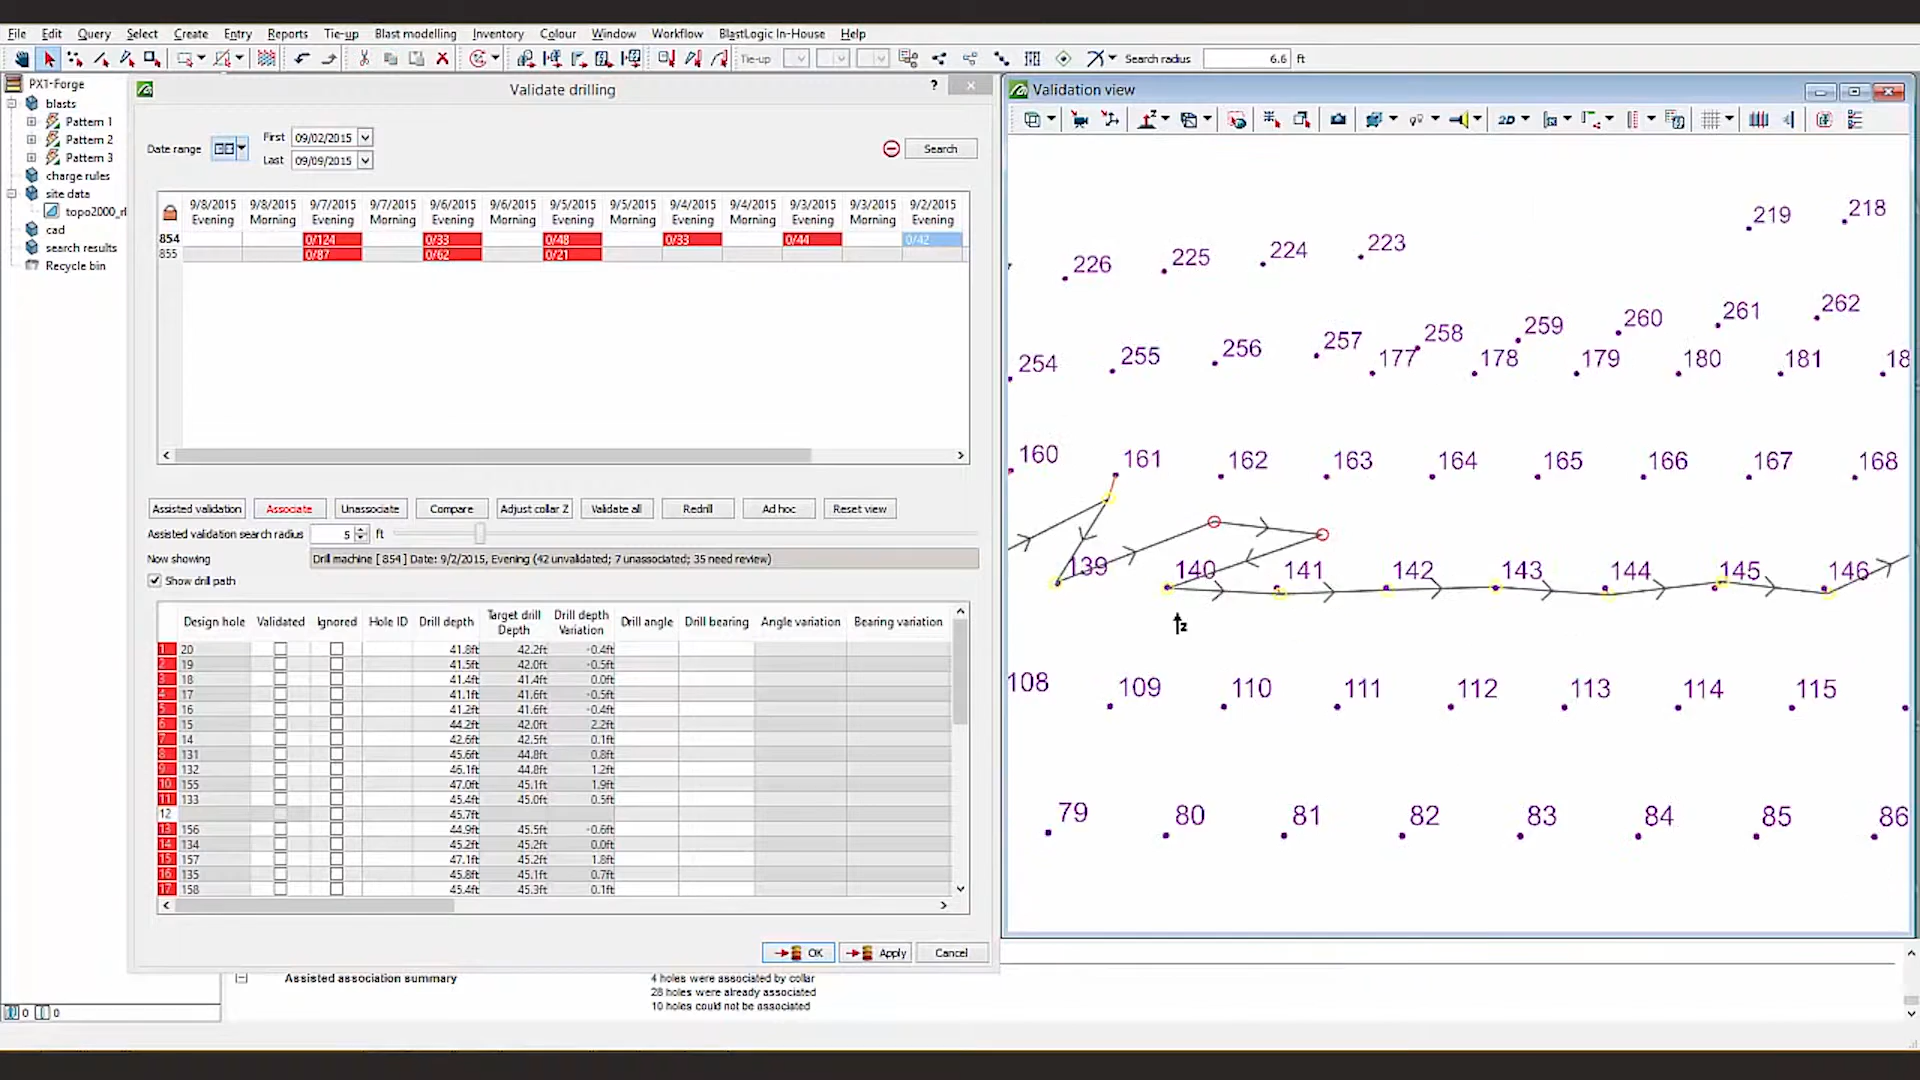 File Edit Query Select Create Entry Reports Tie-up Blast modelling Inventory Colour Window Workflow BlastLogic In-House Help
Tie-up Search radius 6.6 ft
PX1-Forge
blasts
Pattern 1
Pattern 2
Pattern 3
charge rules
site data
topo2000_rl
cad
search results
Recycle bin
0 0
Validate drilling
?
Date range First 09/02/2015
Last 09/09/2015
Search
9/8/2015 9/8/2015 9/7/2015 9/7/2015 9/6/2015 9/6/2015 9/5/2015 9/5/2015 9/4/2015 9/4/2015 9/3/2015 9/3/2015 9/2/2015
Evening Morning Evening Morning Evening Morning Evening Morning Evening Morning Evening Morning Evening
854 0/124 0/33 0/48 0/33 0/44 0/42
855 0/87 0/62 0/21
Assisted validation Associate Unassociate Compare Adjust collar Z Validate all Redrill Ad hoc Reset view
Assisted validation search radius 5 ft
Now showing Drill machine [ 854 ] Date: 9/2/2015, Evening (42 unvalidated; 7 unassociated; 35 need review)
Show drill path
Design hole Validated Ignored Hole ID Drill depth Target drill Depth Drill depth Variation Drill angle Drill bearing Angle variation Bearing variation
1 20 41.8ft 42.2ft -0.4ft
2 19 41.5ft 42.0ft -0.5ft
3 18 41.4ft 41.4ft 0.0ft
4 17 41.1ft 41.6ft -0.5ft
5 16 41.2ft 41.6ft -0.4ft
6 15 44.2ft 42.0ft 2.2ft
7 14 42.6ft 42.5ft 0.1ft
8 131 45.6ft 44.8ft 0.8ft
9 132 46.1ft 44.8ft 1.2ft
10 155 47.0ft 45.1ft 1.9ft
11 133 45.4ft 45.0ft 0.5ft
12 45.7ft
13 156 44.9ft 45.5ft -0.6ft
14 134 45.2ft 45.2ft 0.0ft
15 157 47.1ft 45.2ft 1.8ft
16 135 45.8ft 45.1ft 0.7ft
17 158 45.4ft 45.3ft 0.1ft
OK Apply Cancel
Assisted association summary 4 holes were associated by collar
28 holes were already associated
10 holes could not be associated
Validation view
2D
219 218
226 225 224 223
254 255 256 257 258 259 260 261 262
177 178 179 180 181 18
160 161 162 163 164 165 166 167 168
139 140 141 142 143 144 145 146
z
108 109 110 111 112 113 114 115
79 80 81 82 83 84 85 86